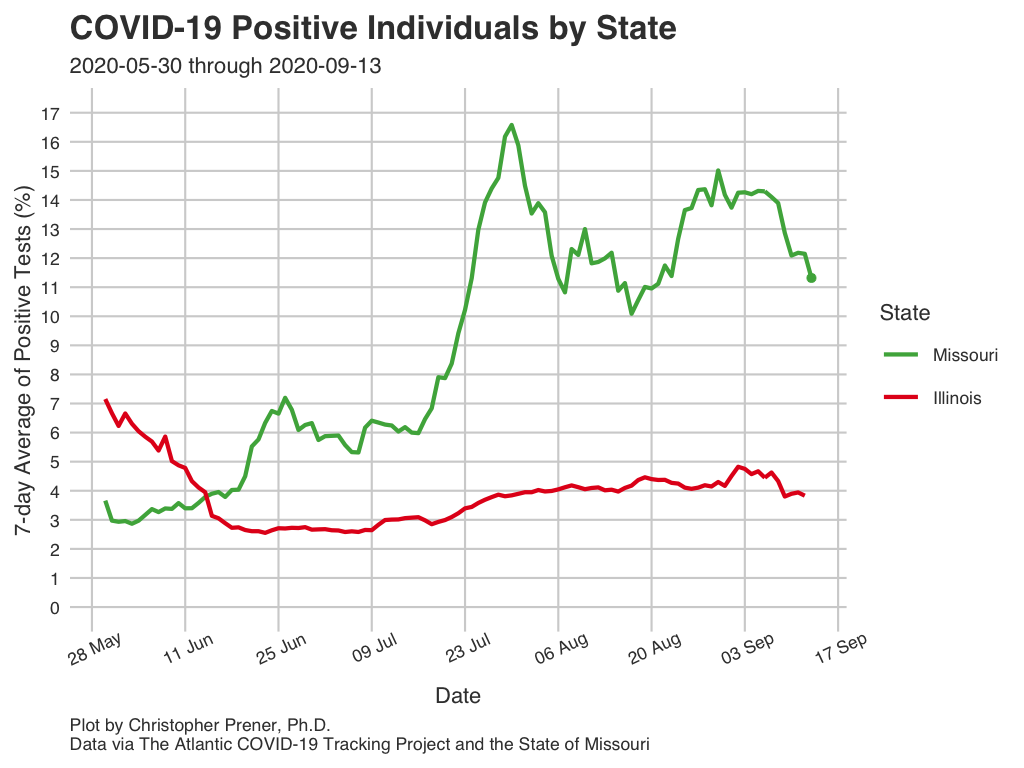 COVID-19 Positive Individuals by State
2020-05-30 through 2020-09-13
7-day Average of Positive Tests (%)
17
16
15
14
13
12
11
10
9
8
7
6
5
4
3
2
1
0
28 May
11 Jun
25 Jun
09 Jul
23 Jul
06 Aug
20 Aug
03 Sep
17 Sep
Date
State
Missouri
Illinois
Plot by Christopher Prener, Ph.D.
Data via The Atlantic COVID-19 Tracking Project and the State of Missouri